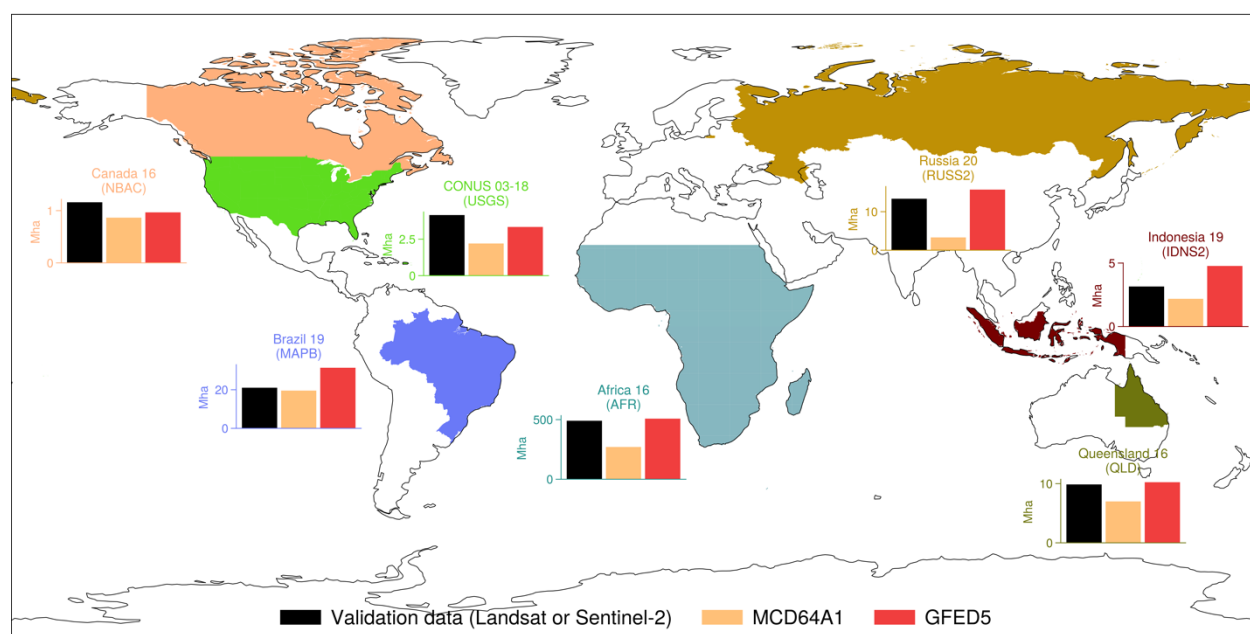 Canada 16
(NBAC)
1
0
Mha
CONUS 03-18
(USGS)
2.5
0
Mha
Russia 20
(RUSS2)
10
0
Mha
Indonesia 19
(IDNS2)
5
0
Mha
Brazil 19
(MAPB)
20
0
Mha
Africa 16
(AFR)
500
0
Mha
Queensland 16
(QLD)
10
0
Mha
Validation data (Landsat or Sentinel-2)
MCD64A1
GFED5